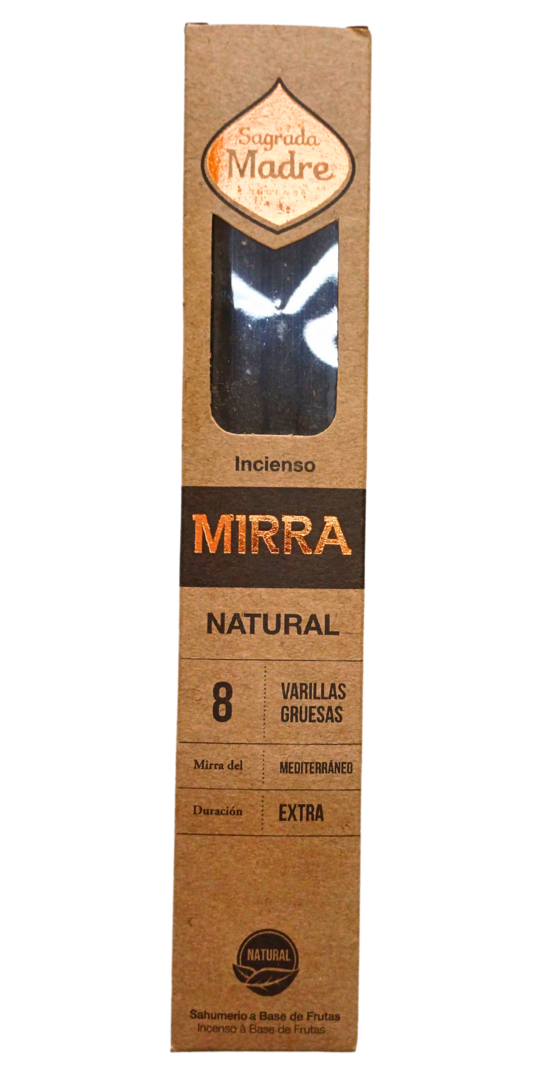 Sagrada
Madre
Incienso
MIRRA
NATURAL
8 VARILLAS
GRUESAS
Mirra del MEDITERRÁNEO
Duración EXTRA
NATURAL
Sahumerio a Base de Frutas
Incenso à Base de Frutas